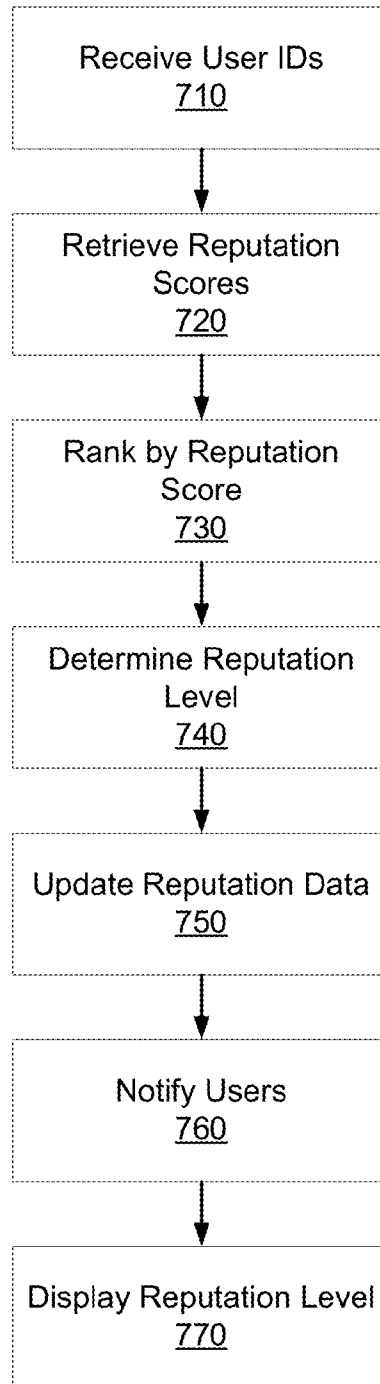 Receive User IDs
710
Retrieve Reputation
Scores
720
Rank by Reputation
Score
730
Determine Reputation
Level
740
Update Reputation Data
750
Notify Users
760
Display Reputation Level
770